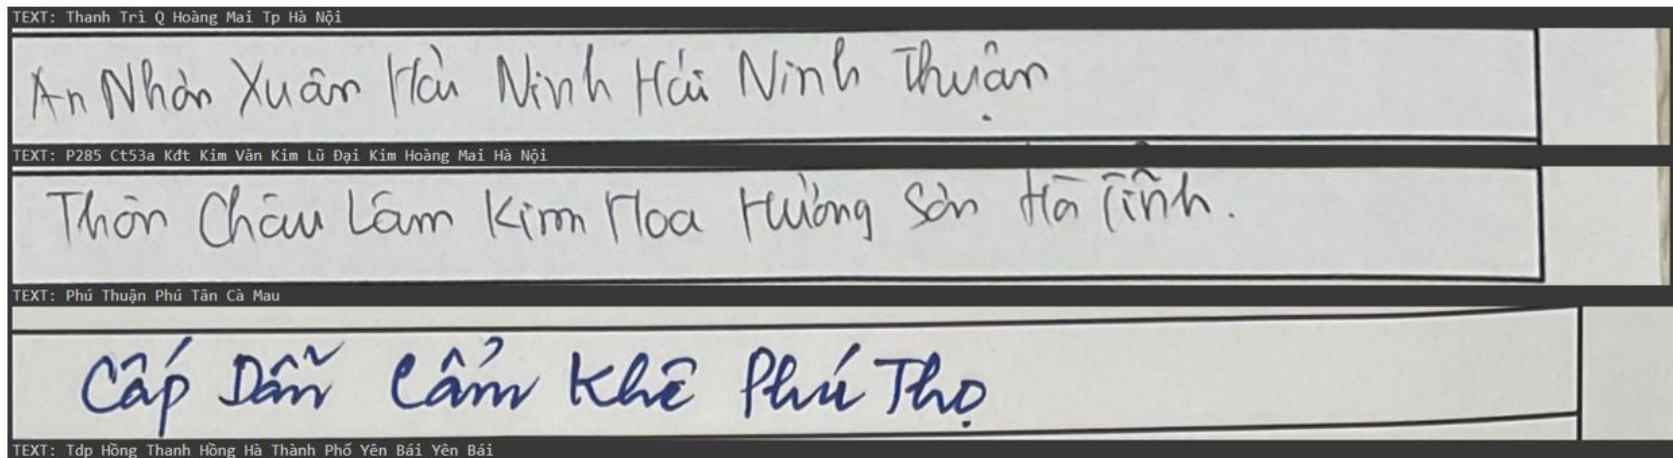 TEXT: Thanh Trì Q Hoàng Mai Tp Hà Nội
An Nhơn Xuân Hải Ninh Hải Ninh Thuận
TEXT: P285 Ct53a Kđt Kim Văn Kim Lũ Đại Kim Hoàng Mai Hà Nội
Thôn Châu Lâm Kim Hoa Hương Sơn Hà Tĩnh.
TEXT: Phú Thuận Phú Tân Cà Mau
Cấp Dẫn Cẩm Khê Phú Thọ
TEXT: Tdp Hồng Thanh Hồng Hà Thành Phố Yên Bái Yên Bái